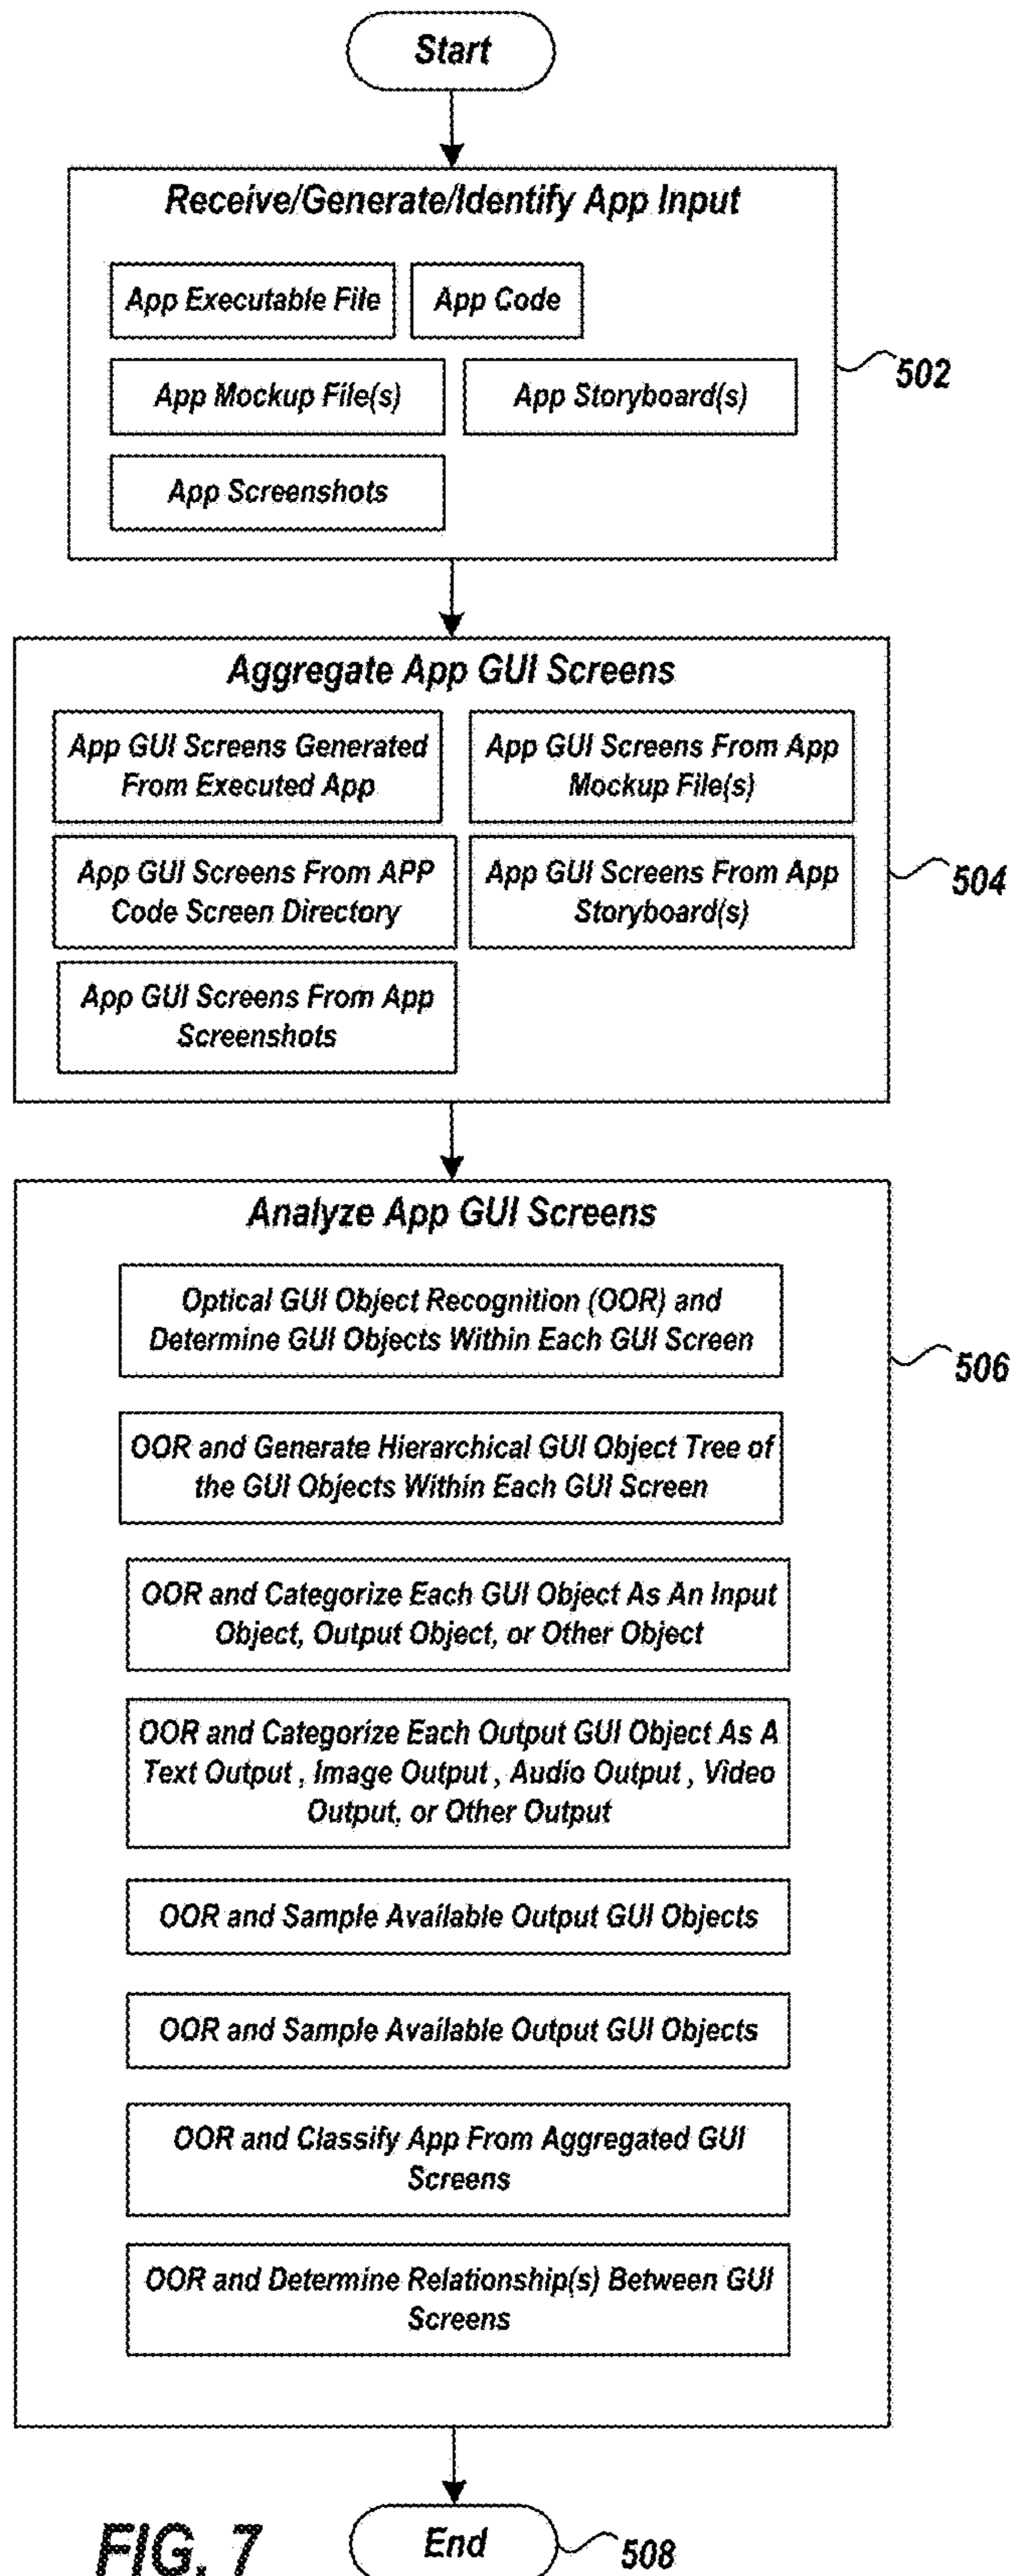 Start
Receive/Generate/Identify App Input
App Executable File
App Code
App Mockup File(s)
App Storyboard(s)
App Screenshots
502
Aggregate App GUI Screens
App GUI Screens Generated
From Executed App
App GUI Screens From App
Mockup File(s)
App GUI Screens From APP
Code Screen Directory
App GUI Screens From App
Storyboard(s)
App GUI Screens From App
Screenshots
504
Analyze App GUI Screens
Optical GUI Object Recognition (OOR) and
Determine GUI Objects Within Each GUI Screen
OOR and Generate Hierarchical GUI Object Tree of
the GUI Objects Within Each GUI Screen
OOR and Categorize Each GUI Object As An Input
Object, Output Object, or Other Object
OOR and Categorize Each Output GUI Object As A
Text Output , Image Output , Audio Output , Video
Output, or Other Output
OOR and Sample Available Output GUI Objects
OOR and Sample Available Output GUI Objects
OOR and Classify App From Aggregated GUI
Screens
OOR and Determine Relationship(s) Between GUI
Screens
506
End
508
FIG. 7